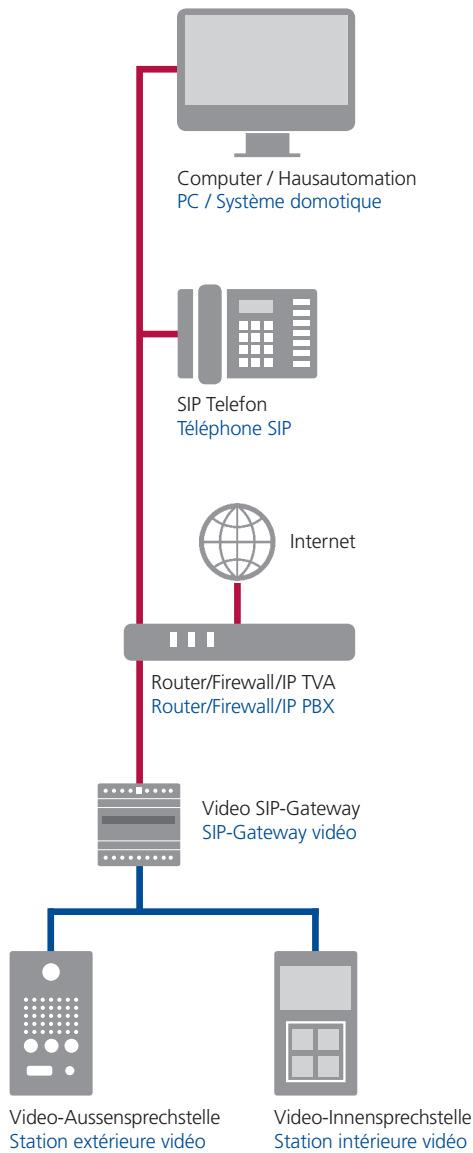 Computer / Hausautomation
PC / Système domotique
SIP Telefon
Téléphone SIP
Internet
Router/Firewall/IP TVA
Router/Firewall/IP PBX
Video SIP-Gateway
SIP-Gateway vidéo
Video-Aussensprechstelle
Station extérieure vidéo
Video-Innensprechstelle
Station intérieure vidéo